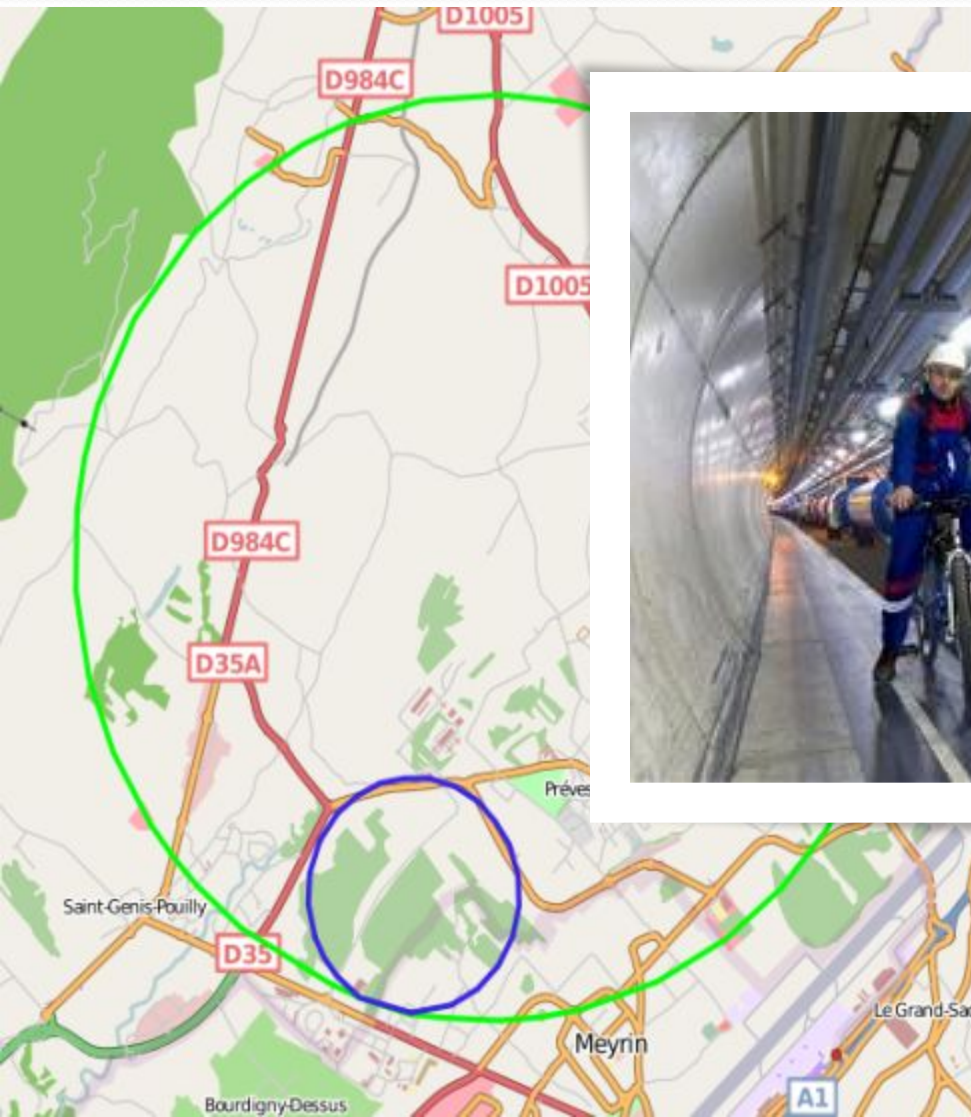 D1005
D984C
D1005
D984C
D35A
Préves
Saint-Genis-Pouilly
D35
Le Grand-Sac
Meyrin
A1
Bourdigny-Dessus